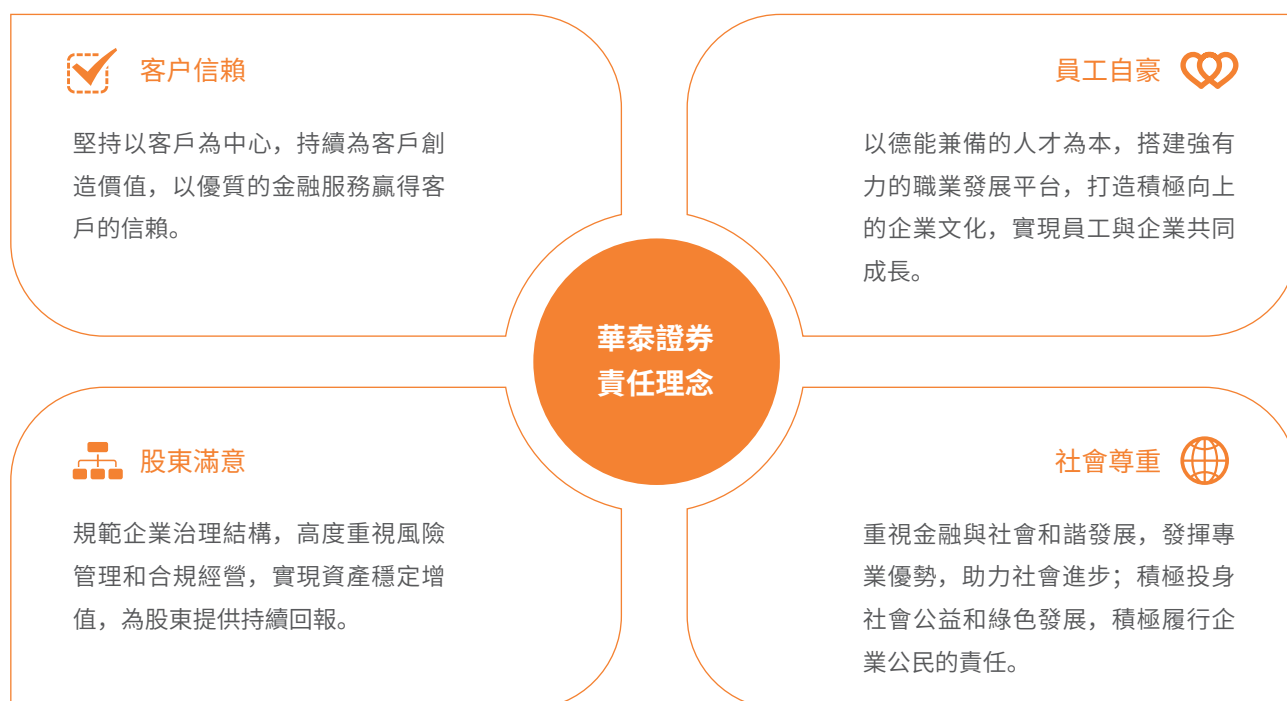 客户信賴
堅持以客戶為中心，持續為客戶創
造價值，以優質的金融服務贏得客
戶的信賴。
員工自豪
以德能兼備的人才為本，搭建強有
力的職業發展平台，打造積極向上
的企業文化，實現員工與企業共同
成長。
華泰證券
責任理念
股東滿意
規範企業治理結構，高度重視風險
管理和合規經營，實現資產穩定增
值，為股東提供持續回報。
社會尊重
重視金融與社會和諧發展，發揮專
業優勢，助力社會進步；積極投身
社會公益和綠色發展，積極履行企
業公民的責任。